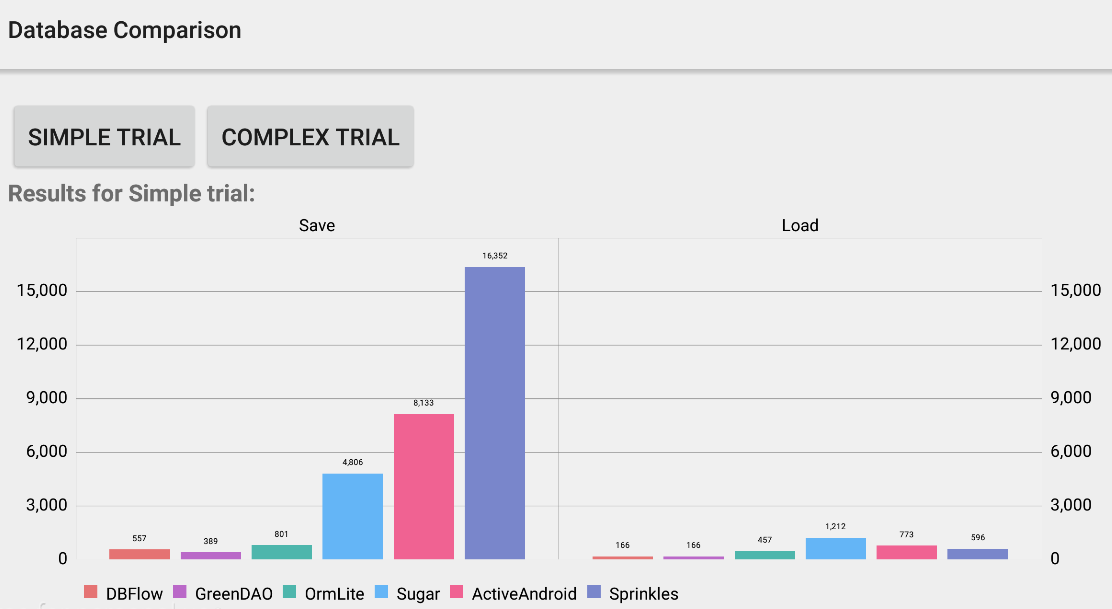 Database Comparison
SIMPLE TRIAL COMPLEX TRIAL
Results for Simple trial:
Save Load
16,352
15,000 15,000
12,000 12,000
9,000 8,133 9,000
6,000 4,806 6,000
3,000 3,000
557 389 801 166 166 457 1,212 773 596
0 0
DBFlow GreenDAO OrmLite Sugar ActiveAndroid Sprinkles